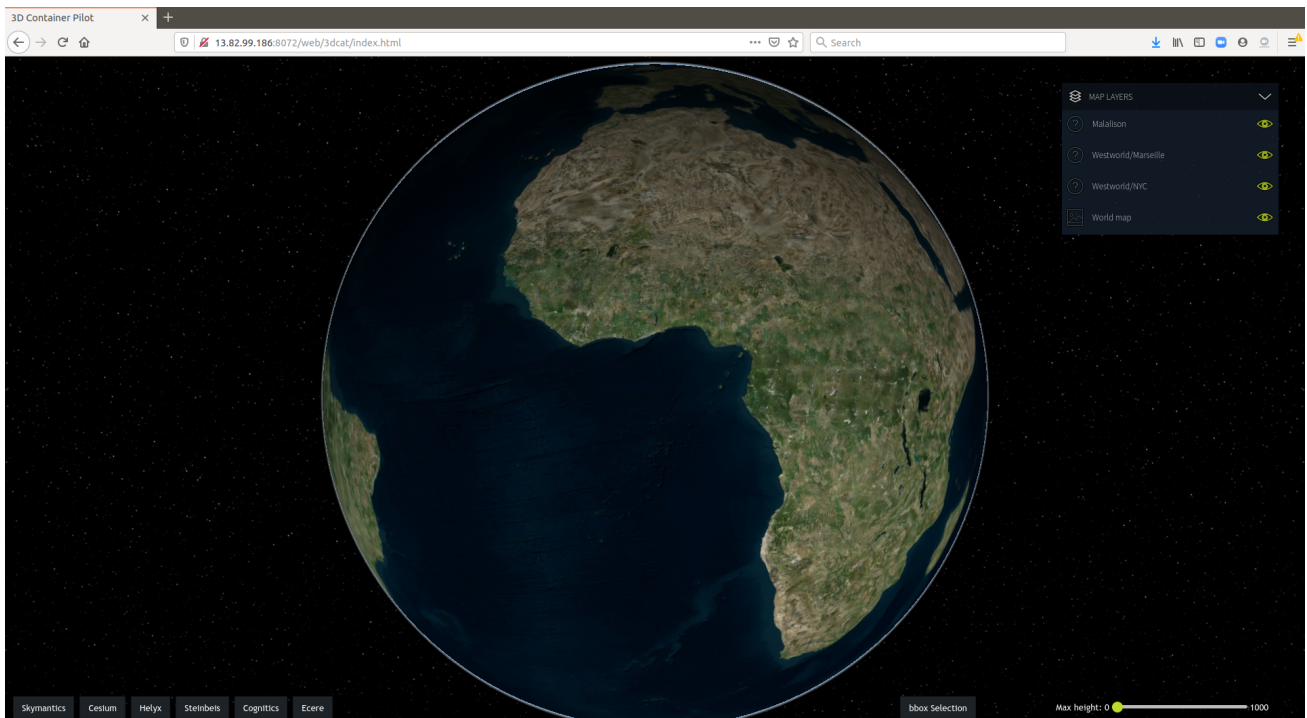 3D Container Pilot
13.82.99.186:8072/web/3dcat/index.html
Search
MAP LAYERS
Malalison
Westworld/Marseille
Westworld/NYC
World map
Skymantics Cesium Helyx Steinbeis Cognitics Ecere bbox Selection Max height: 0 1000